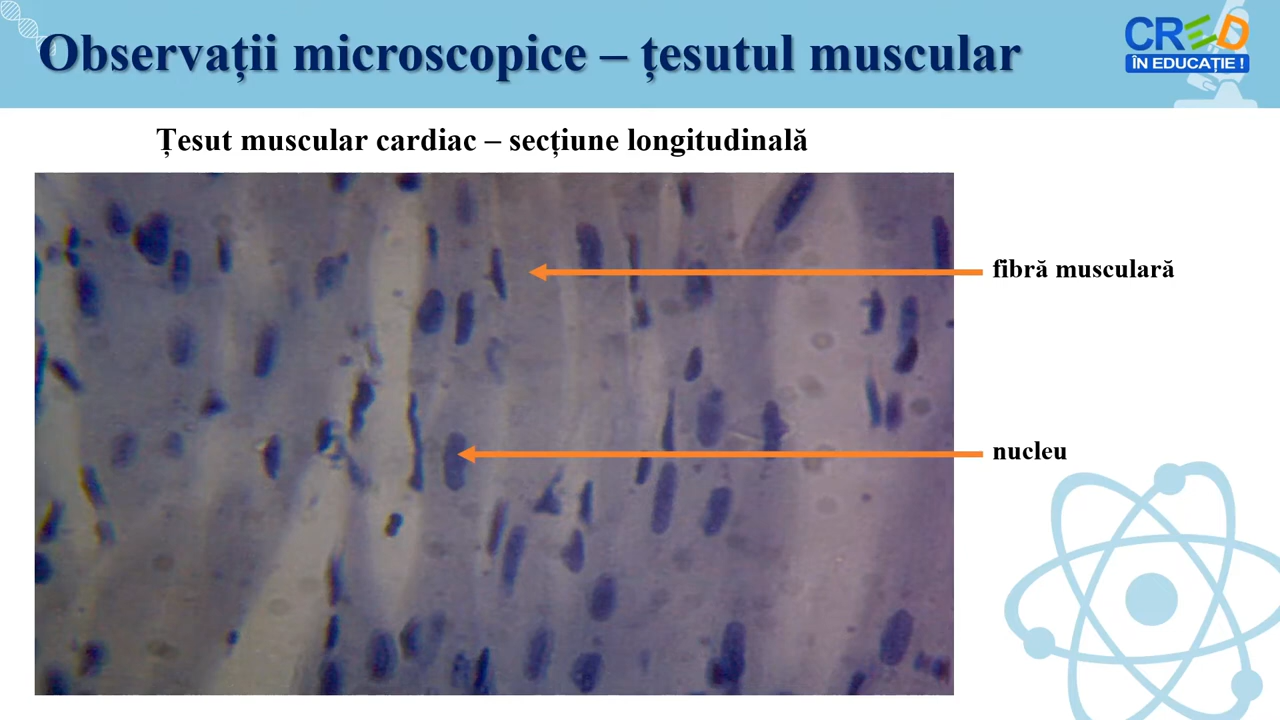 Observații microscopice – țesutul muscular
CRED
ÎN EDUCAȚIE !
Țesut muscular cardiac – secțiune longitudinală
fibră musculară
nucleu